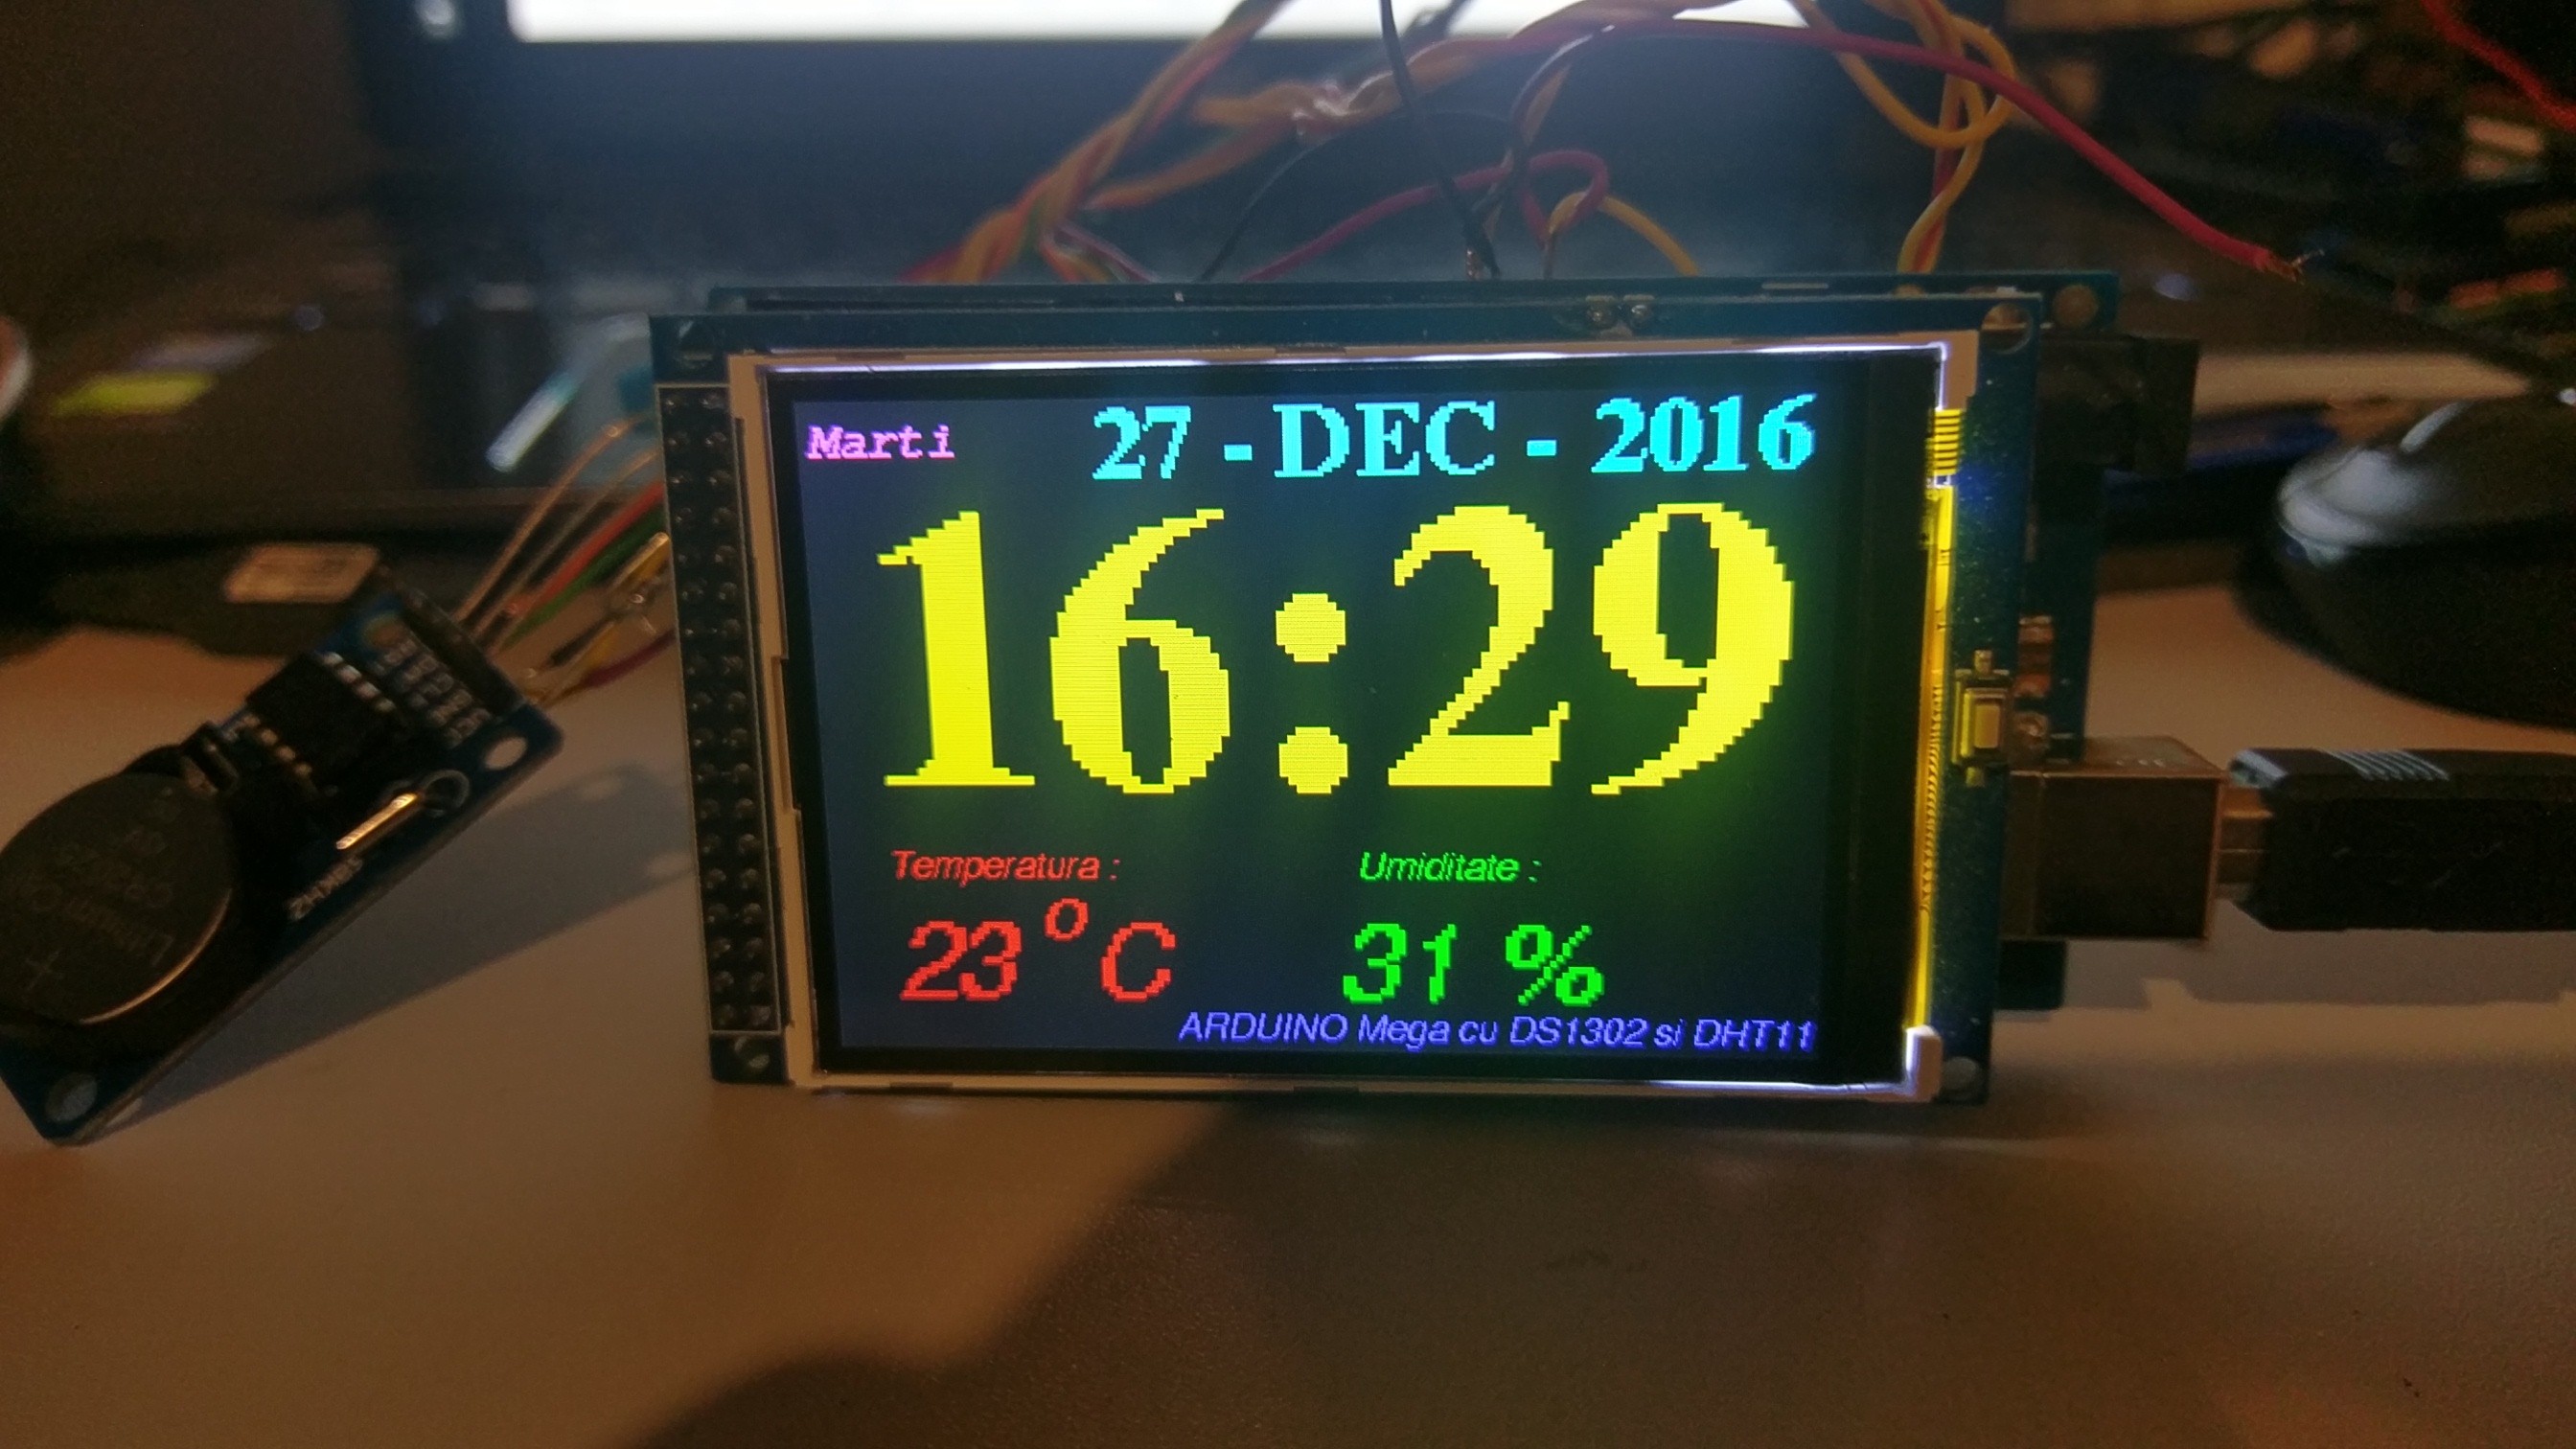 Marti 27 - DEC - 2016
16:29
Temperatura : Umiditate :
23°C 31 %
ARDUINO Mega cu DS1302 si DHT11